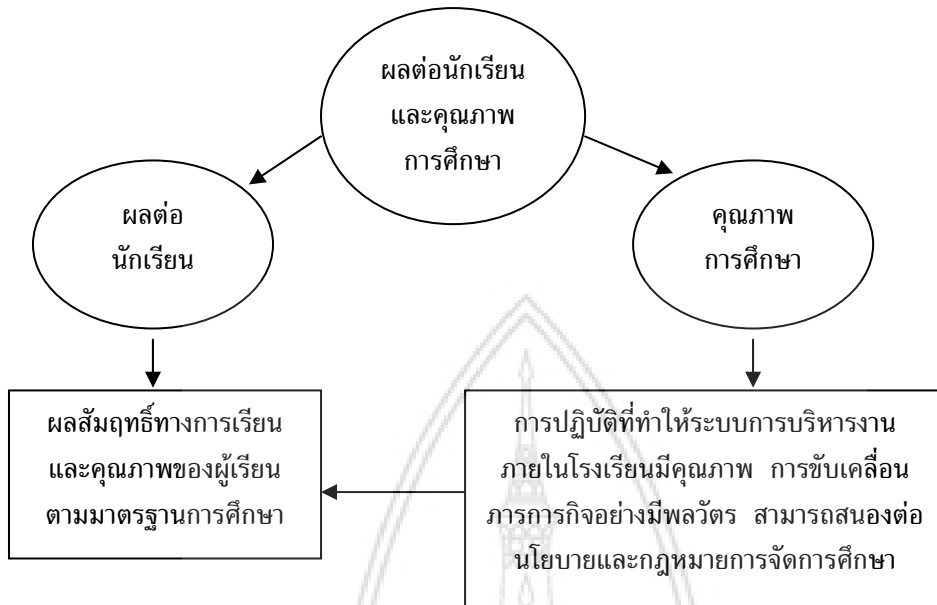 ผลต่อนักเรียน
และคุณภาพ
การศึกษา
ผลต่อ
นักเรียน
คุณภาพ
การศึกษา
ผลสัมฤทธิ์ทางการเรียน
และคุณภาพของผู้เรียน
ตามมาตรฐานการศึกษา
การปฏิบัติที่ทำให้ระบบการบริหารงาน
ภายในโรงเรียนมีคุณภาพ การขับเคลื่อน
ภารการกิจอย่างมีพลวัตร สามารถสนองต่อ
นโยบายและกฎหมายการจัดการศึกษา